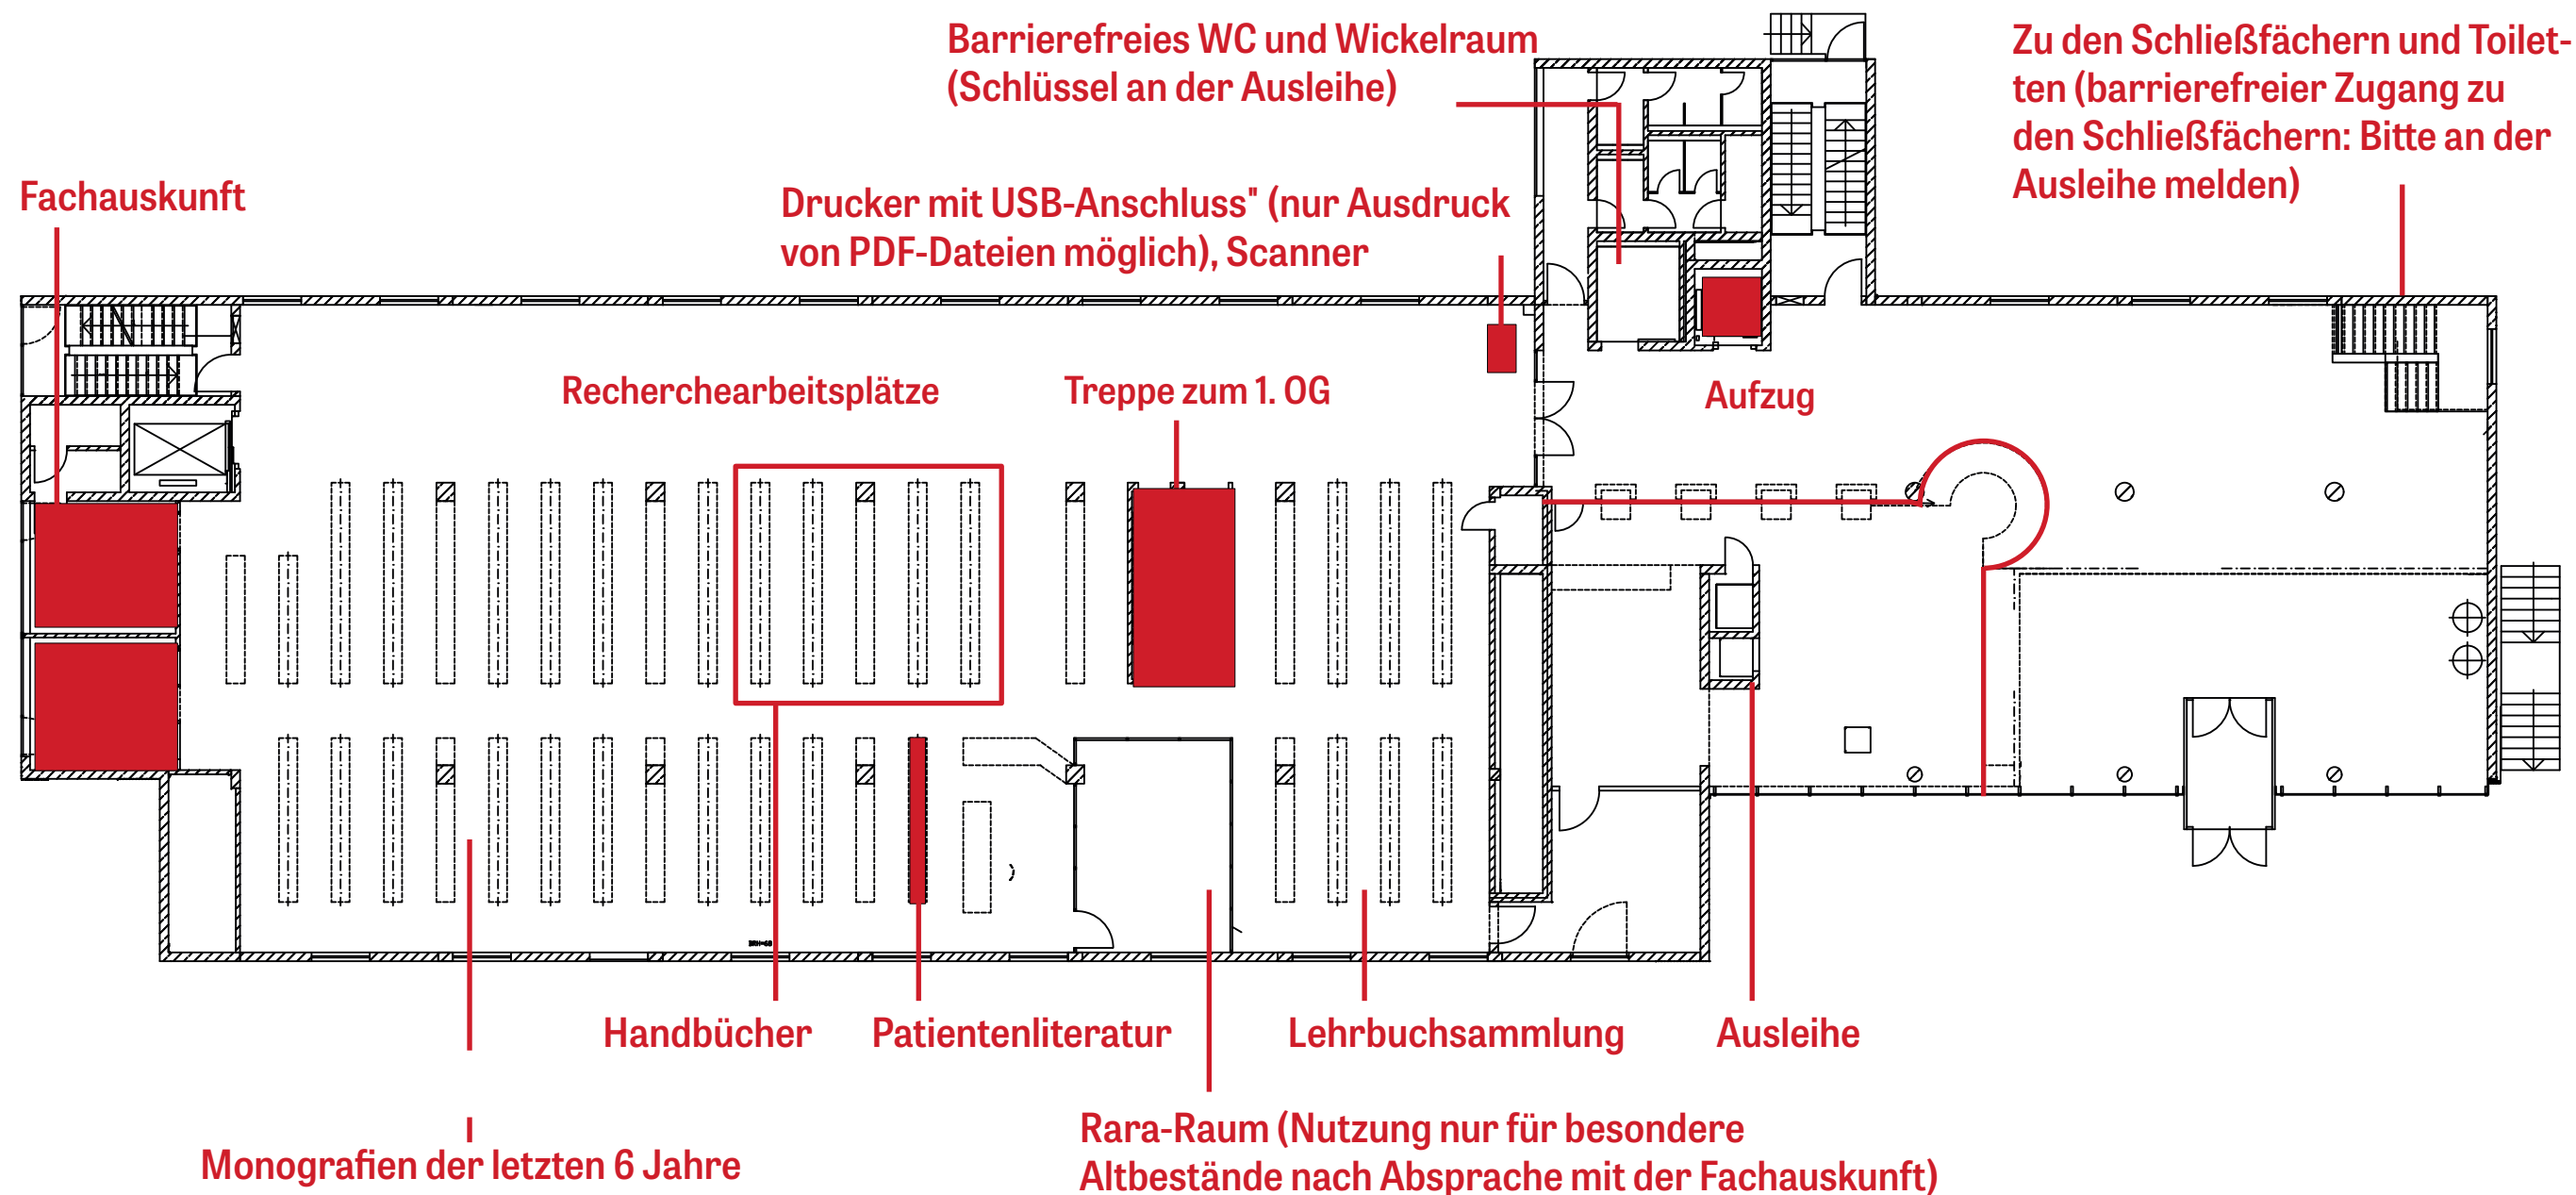 Barrierefreies WC und Wickelraum
(Schlüssel an der Ausleihe)
Zu den Schließfächern und Toilet-
ten (barrierefreier Zugang zu
den Schließfächern: Bitte an der
Ausleihe melden)
Fachauskunft
Drucker mit USB-Anschluss" (nur Ausdruck
von PDF-Dateien möglich), Scanner
Recherchearbeitsplätze
Treppe zum 1. OG
Aufzug
Handbücher
Patientenliteratur
Lehrbuchsammlung
Ausleihe
Monografien der letzten 6 Jahre
Rara-Raum (Nutzung nur für besondere
Altbestände nach Absprache mit der Fachauskunft)